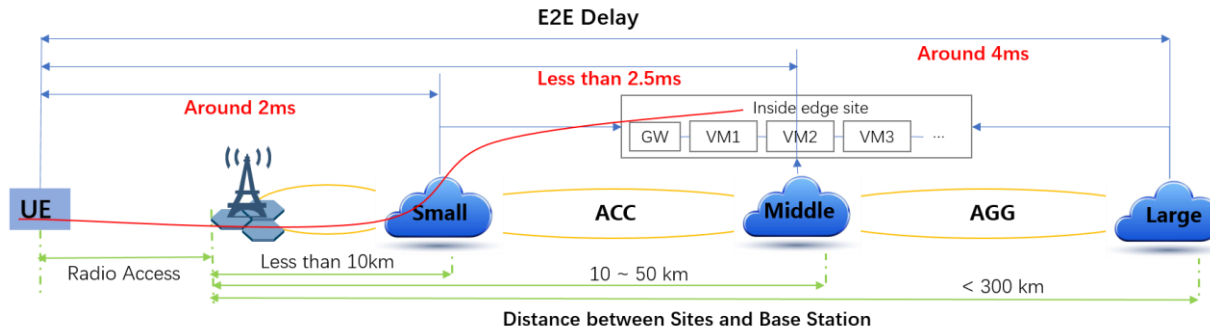 E2E Delay
Around 4ms
Less than 2.5ms
Around 2ms
Inside edge site
GW VM1 VM2 VM3 ...
UE Small ACC Middle AGG Large
Radio Access
Less than 10km
10 ~ 50 km
< 300 km
Distance between Sites and Base Station